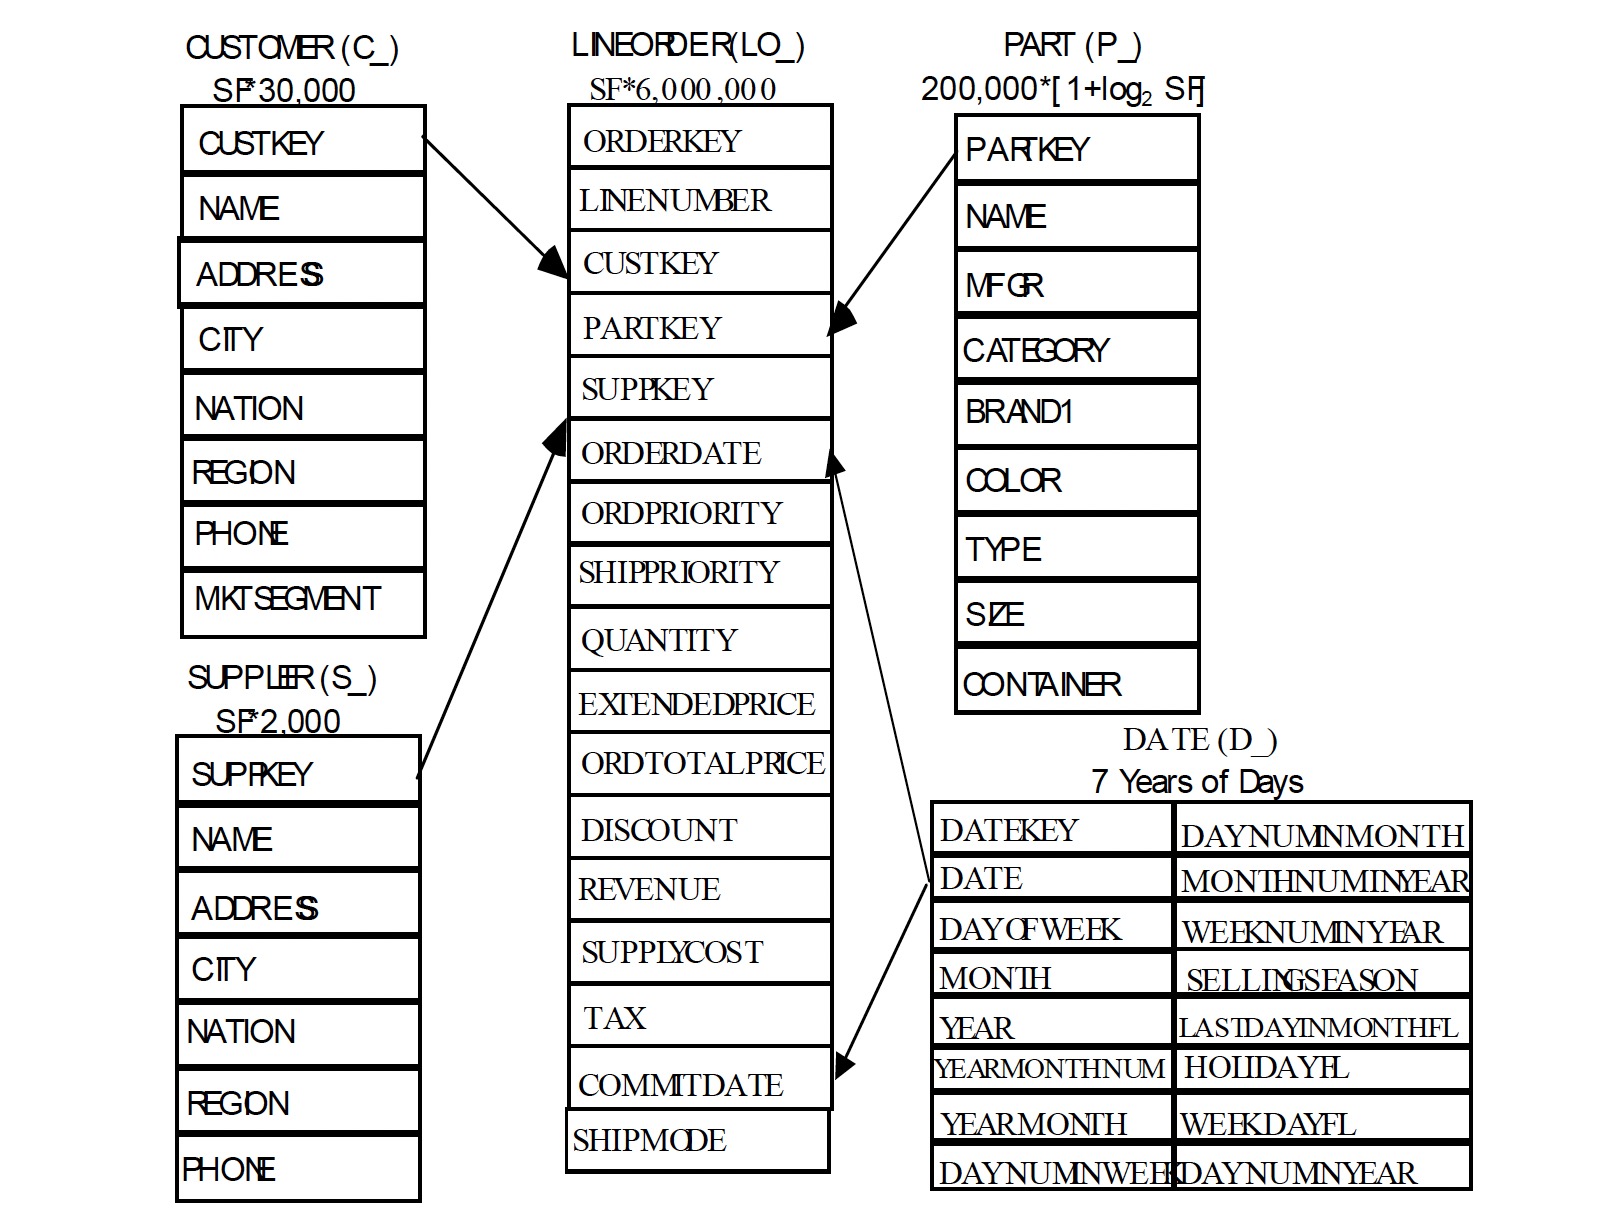 CUSTOMER (C_)
SF*30,000
CUSTKEY
NAME
ADDRESS
CITY
NATION
REGION
PHONE
MKTSEGMENT
SUPPLIER (S_)
SF*2,000
SUPPKEY
NAME
ADDRESS
CITY
NATION
REGION
PHONE
LINEORDER(LO_)
SF*6,000,000
ORDERKEY
LINENUMBER
CUSTKEY
PARTKEY
SUPPKEY
ORDERDATE
ORDPRIORITY
SHIPPRIORITY
QUANTITY
EXTENDEDPRICE
ORDTOTALPRICE
DISCOUNT
REVENUE
SUPPLYCOST
TAX
COMMITDATE
SHIPMODE
PART (P_)
200,000*[1+log₂ SF]
PARTKEY
NAME
MFGR
CATEGORY
BRAND1
COLOR
TYPE
SIZE
CONTAINER
DATE (D_)
7 Years of Days
DATEKEY
DATE
DAYOFWEEK
MONTH
YEAR
YEARMONTHNUM
YEARMONTH
DAYNUMINWEEK
DAYNUMINMONTH
MONTHNUMINYEAR
WEEKNUMINYEAR
SELLINGSEASON
LASTDAYINMONTHFL
HOLIDAYFL
WEEKDAYFL
DAYNUMINYEAR